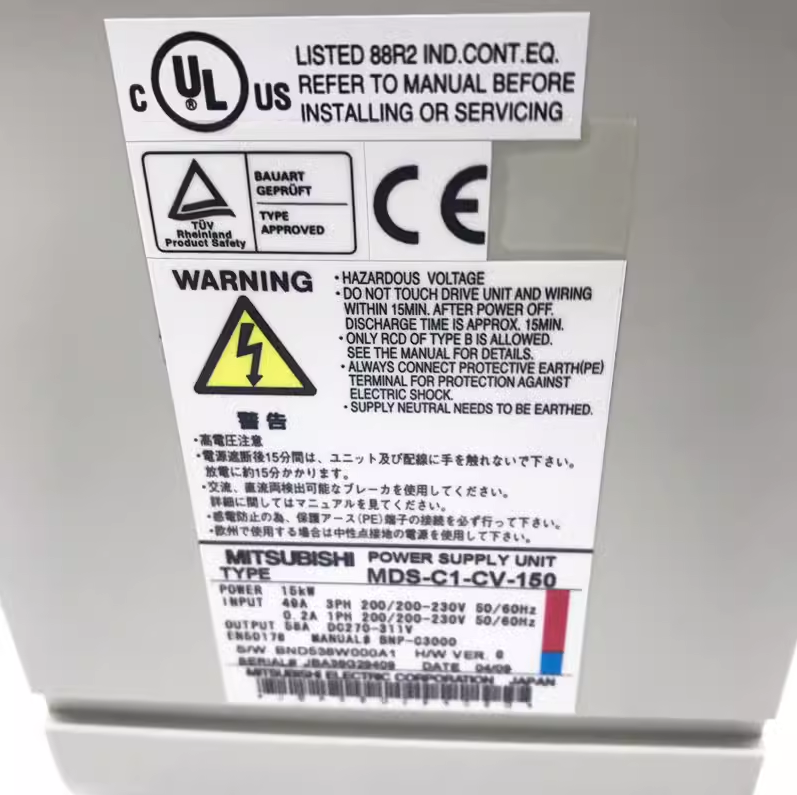 C UL ® US
LISTED 88R2 IND.CONT.EQ.
REFER TO MANUAL BEFORE
INSTALLING OR SERVICING
TÜV
Rheinland
Product Safety
BAUART
GEPRÜFT
TYPE
APPROVED
CE
WARNING
・HAZARDOUS VOLTAGE
・DO NOT TOUCH DRIVE UNIT AND WIRING
WITHIN 15MIN. AFTER POWER OFF.
DISCHARGE TIME IS APPROX. 15MIN.
・ONLY RCD OF TYPE B IS ALLOWED.
SEE THE MANUAL FOR DETAILS.
・ALWAYS CONNECT PROTECTIVE EARTH(PE)
TERMINAL FOR PROTECTION AGAINST
ELECTRIC SHOCK.
・SUPPLY NEUTRAL NEEDS TO BE EARTHED.
警告
・高電圧注意
・電源遮断後15分間は、ユニット及び配線に手を触れないで下さい。
放電に約15分かかります。
・交流、直流両検出可能なブレーカを使用してください。
詳細に関してはマニュアルを見てください。
・感電防止の為、保護アース(PE)端子の接続を必ず行って下さい。
・欧州で使用する場合は中性点接地の電源を使用して下さい。
MITSUBISHI POWER SUPPLY UNIT
TYPE MDS-C1-CV-150
POWER 15kW
INPUT 49A 3PH 200/200-230V 50/60Hz
0.2A 1PH 200/200-230V 50/60Hz
OUTPUT 58A DC270-311V
EN50178 MANUAL# BNP-C3000
S/W BND536W000A1 H/W VER.
SERIAL# DATE 04/09
MITSUBISHI ELECTRIC CORPORATION JAPAN